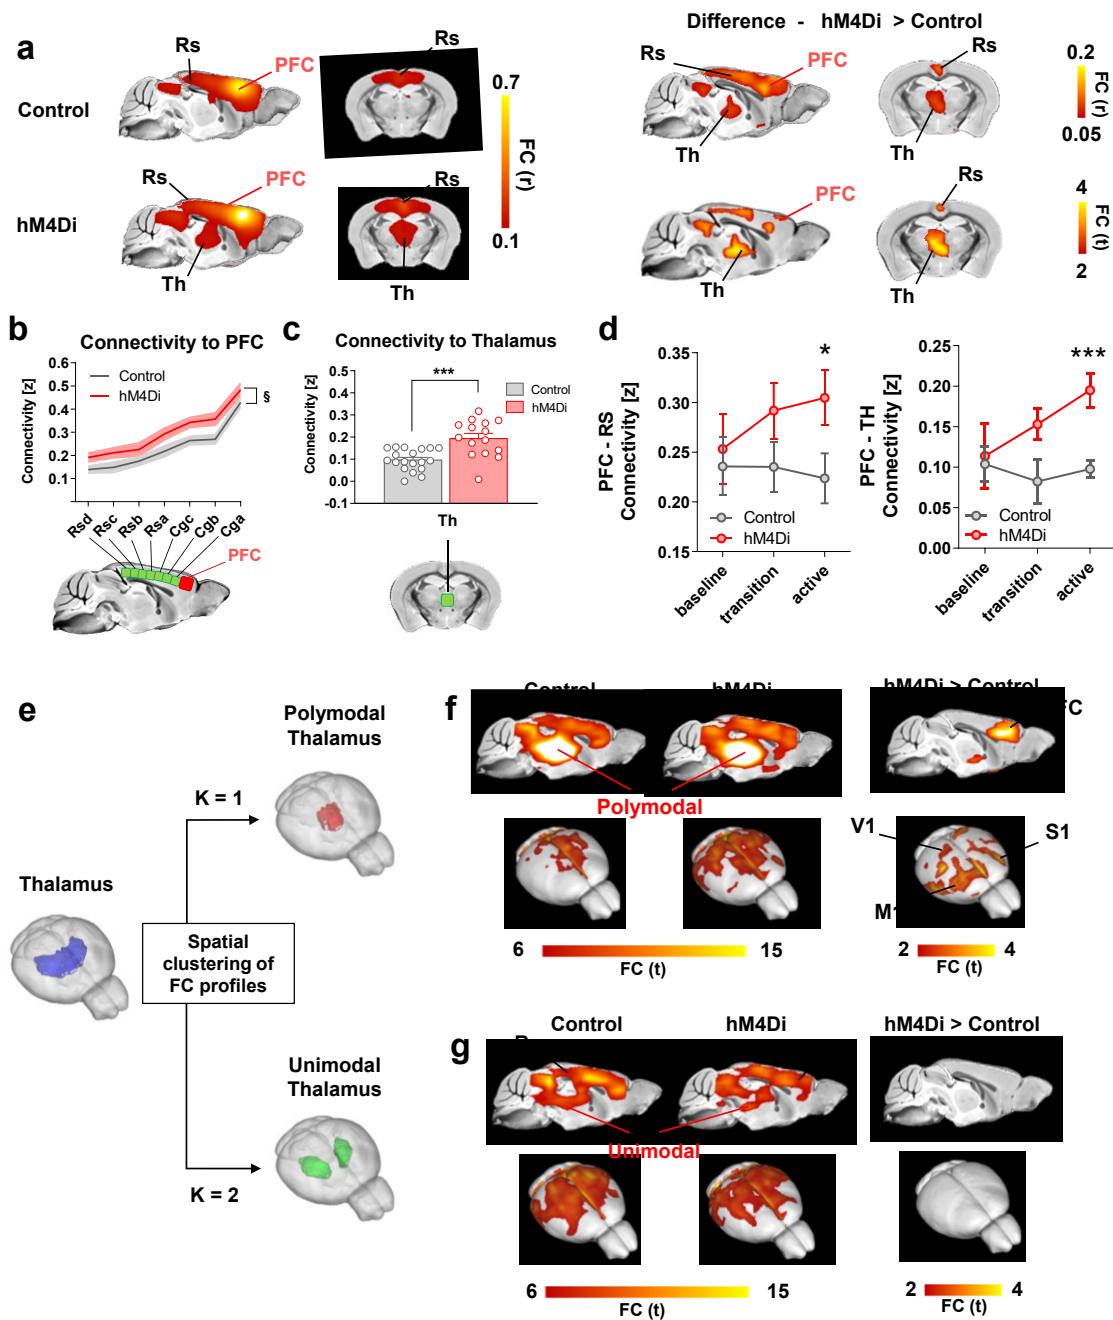 a
Control
Rs
PFC
Rs
hM4Di
Rs
PFC
Th
Rs
Th
0.7
FC (r)
0.1
Difference - hM4Di > Control
Rs
PFC
Th
Rs
Th
0.2
FC (r)
0.05
PFC
Th
Rs
Th
4
FC (t)
2
b
Connectivity to PFC
Connectivity [z]
0.6
0.5
0.4
0.3
0.2
0.1
Control
hM4Di
§
Rsd
Rsc
Rsb
Rsa
Cgc
Cgb
Cga
PFC
c
Connectivity to Thalamus
Connectivity [z]
0.5
0.4
0.3
0.2
0.1
0.0
-0.1
***
Control
hM4Di
Th
d
PFC - RS
Connectivity [z]
0.35
0.30
0.25
0.20
0.15
*
Control
hM4Di
baseline
transition
active
PFC - TH
Connectivity [z]
0.25
0.20
0.15
0.10
0.05
0.00
***
Control
hM4Di
baseline
transition
active
e
Thalamus
Spatial
clustering of
FC profiles
K = 1
Polymodal
Thalamus
K = 2
Unimodal
Thalamus
f
Control
hM4Di
hM4Di > Control
FC
Polymodal
V1
S1
M1
6
15
FC (t)
2
4
FC (t)
g
Control
hM4Di
hM4Di > Control
Unimodal
6
15
FC (t)
2
4
FC (t)